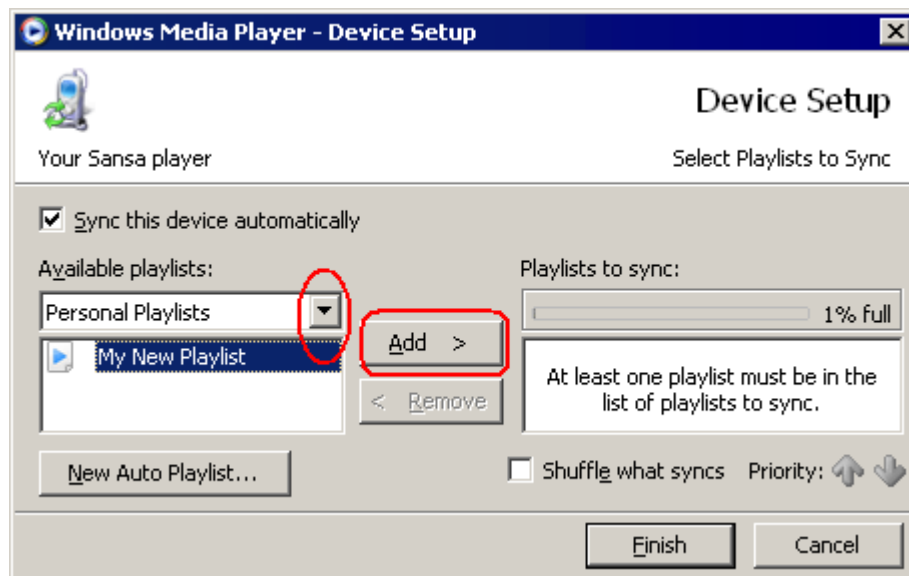 Windows Media Player - Device Setup
Device Setup
Your Sansa player
Select Playlists to Sync
Sync this device automatically
Available playlists:
Playlists to sync:
Personal Playlists
1% full
My New Playlist
Add >
At least one playlist must be in the
list of playlists to sync.
< Remove
New Auto Playlist...
Shuffle what syncs
Priority:
Finish
Cancel